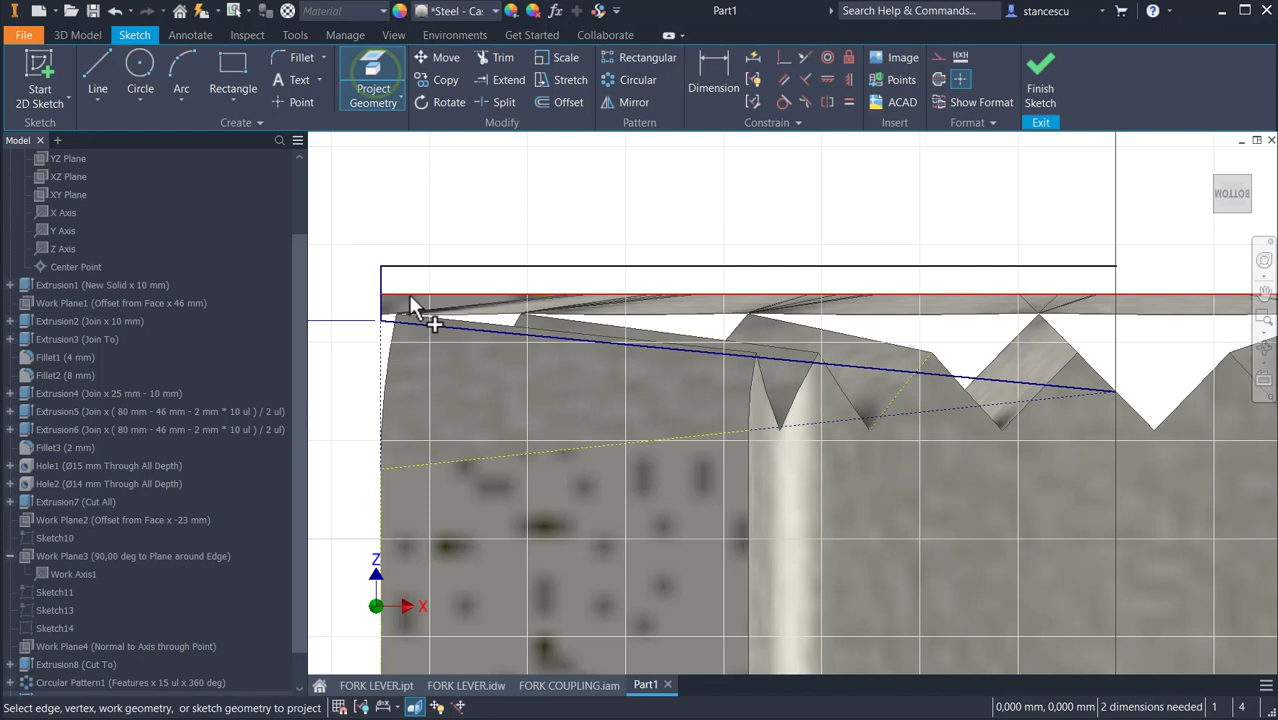 Material
*Steel - Cas
Part1
Search Help & Commands...
stancescu
File 3D Model Sketch Annotate Inspect Tools Manage View Environments Get Started Collaborate
Start 2D Sketch
Line
Circle
Arc
Rectangle
Fillet
Text
Point
Project Geometry
Move
Copy
Rotate
Trim
Extend
Split
Scale
Stretch
Offset
Rectangular
Circular
Mirror
Dimension
Image
Points
ACAD
Show Format
Finish Sketch
Sketch
Create
Modify
Pattern
Constrain
Insert
Format
Exit
Model
YZ Plane
XZ Plane
XY Plane
X Axis
Y Axis
Z Axis
Center Point
Extrusion1 (New Solid x 10 mm)
Work Plane1 (Offset from Face x 46 mm)
Extrusion2 (Join x 10 mm)
Extrusion3 (Join To)
Fillet1 (4 mm)
Fillet2 (8 mm)
Extrusion4 (Join x 25 mm - 10 mm)
Extrusion5 (Join x ( 80 mm - 46 mm - 2 mm * 10 ul ) / 2 ul)
Extrusion6 (Join x ( 80 mm - 46 mm - 2 mm * 10 ul ) / 2 ul)
Fillet3 (2 mm)
Hole1 (Ø15 mm Through All Depth)
Hole2 (Ø14 mm Through All Depth)
Extrusion7 (Cut All)
Work Plane2 (Offset from Face x -23 mm)
Sketch10
Work Plane3 (90,00 deg to Plane around Edge)
Work Axis1
Sketch11
Sketch13
Sketch14
Work Plane4 (Normal to Axis through Point)
Extrusion8 (Cut To)
Circular Pattern1 (Features x 15 ul x 360 deg)
BOTTOM
Z
X
FORK LEVER.ipt
FORK LEVER.idw
FORK COUPLING.iam
Part1
Select edge, vertex, work geometry, or sketch geometry to project
0,000 mm, 0,000 mm
2 dimensions needed
1
4